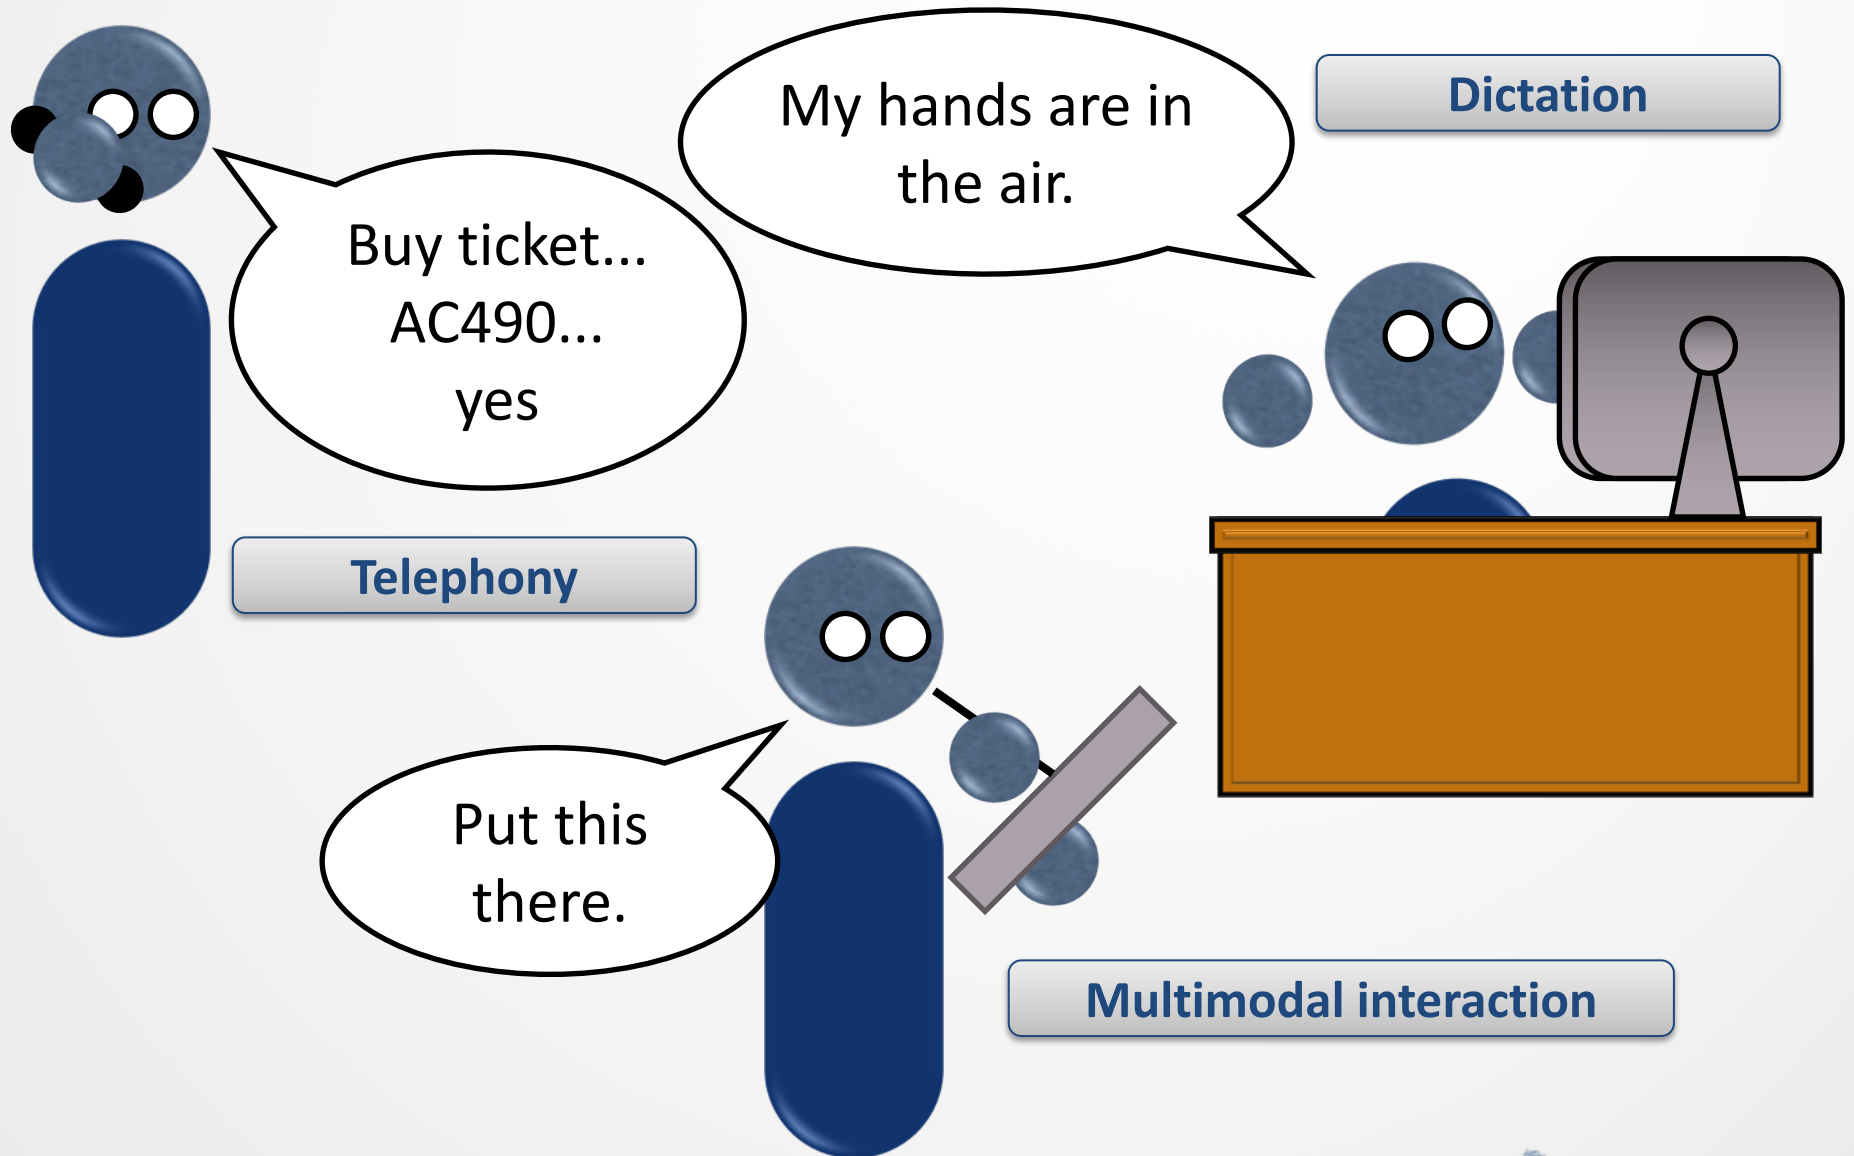 My hands are in
the air.
Dictation
Buy ticket...
AC490...
yes
Telephony
Put this
there.
Multimodal interaction